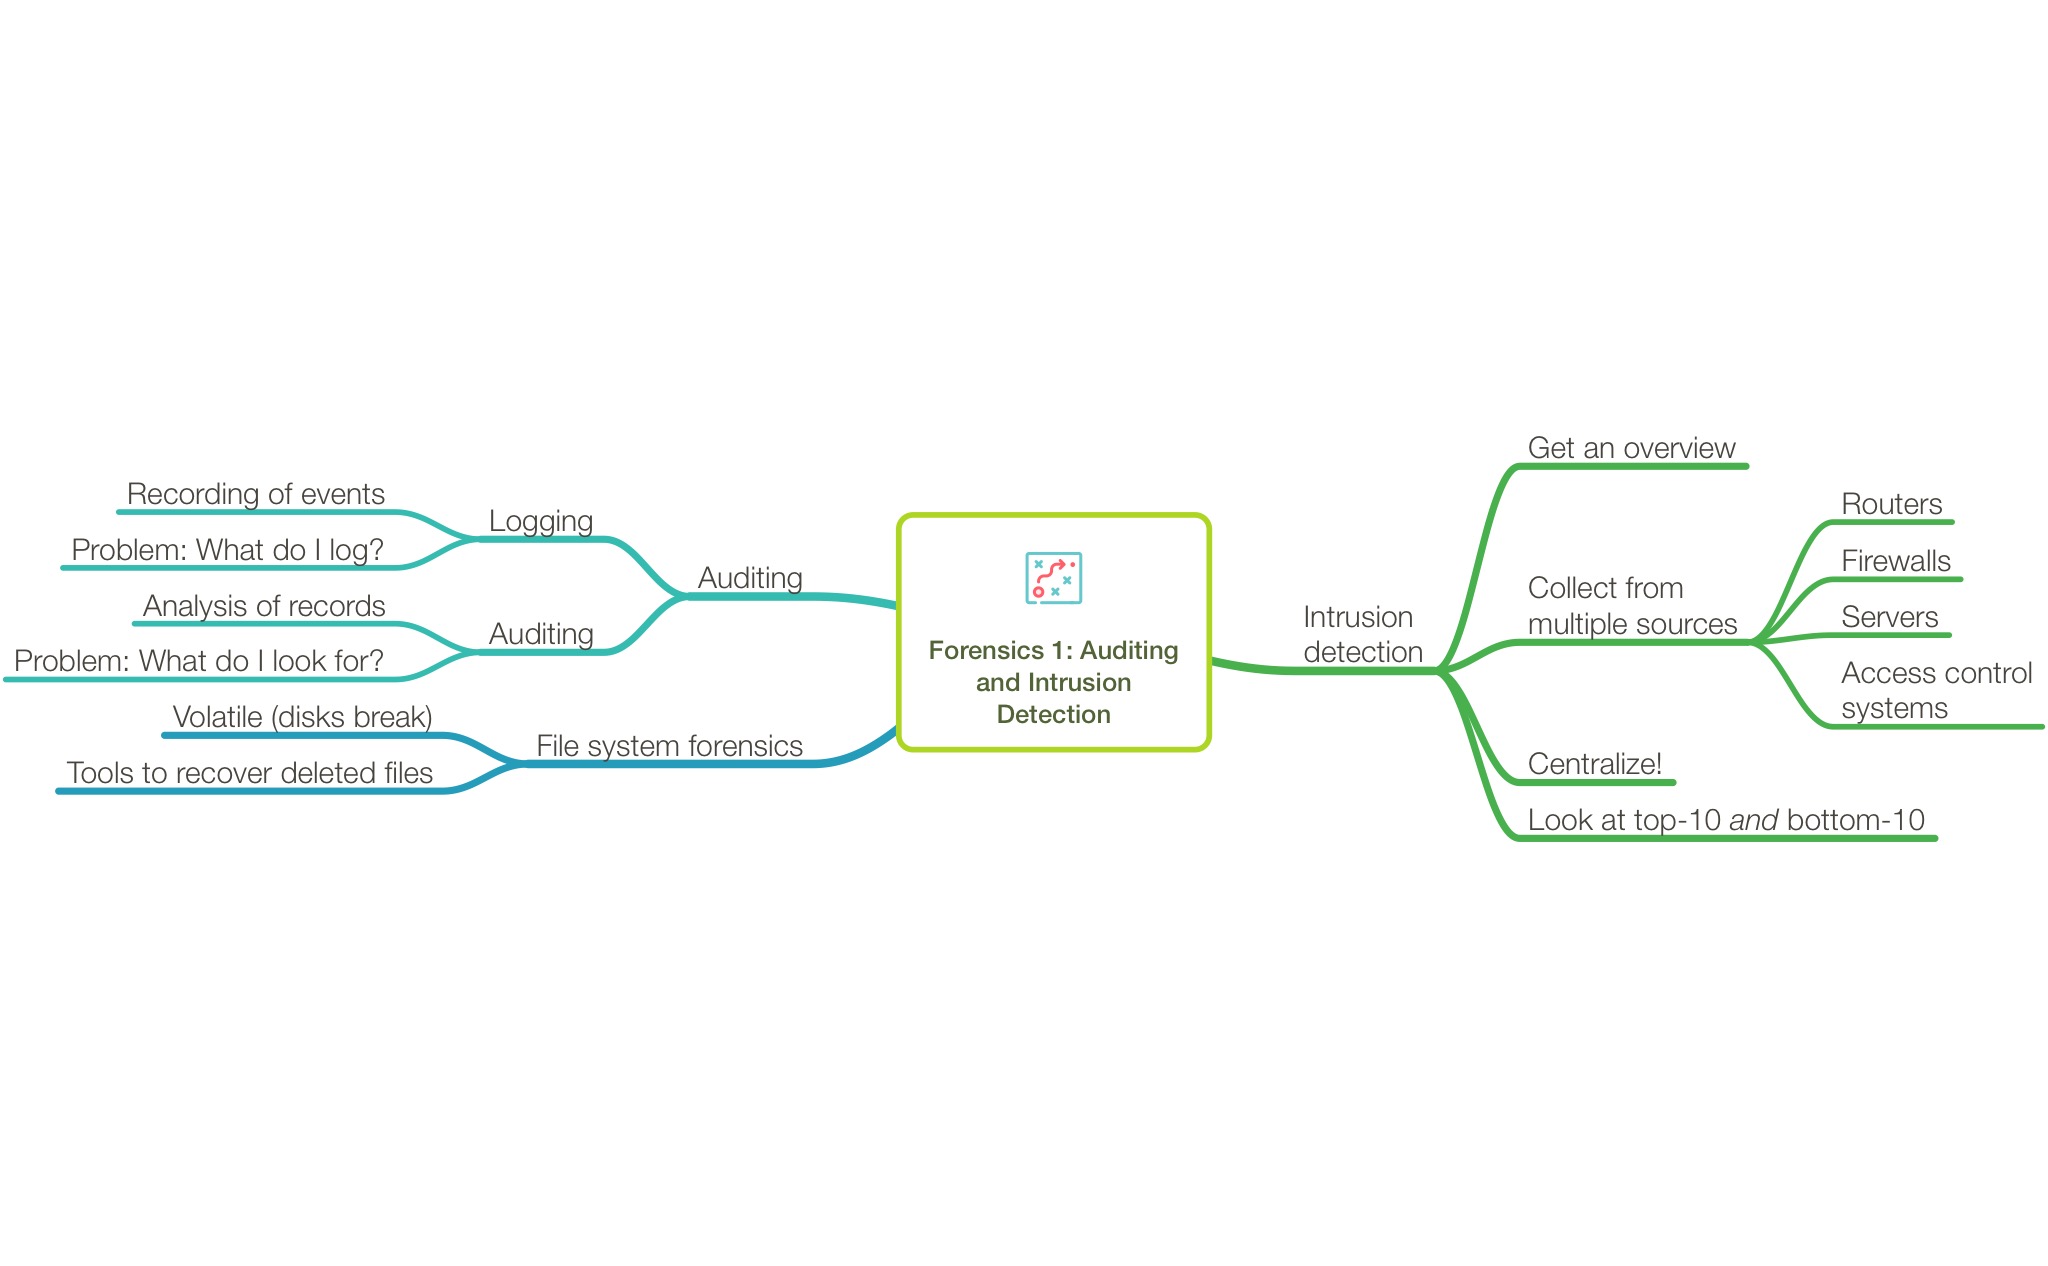 Forensics 1: Auditing
and Intrusion
Detection
Auditing
Logging
Recording of events
Problem: What do I log?
Auditing
Analysis of records
Problem: What do I look for?
File system forensics
Volatile (disks break)
Tools to recover deleted files
Intrusion
detection
Get an overview
Collect from
multiple sources
Routers
Firewalls
Servers
Access control
systems
Centralize!
Look at top-10 and bottom-10